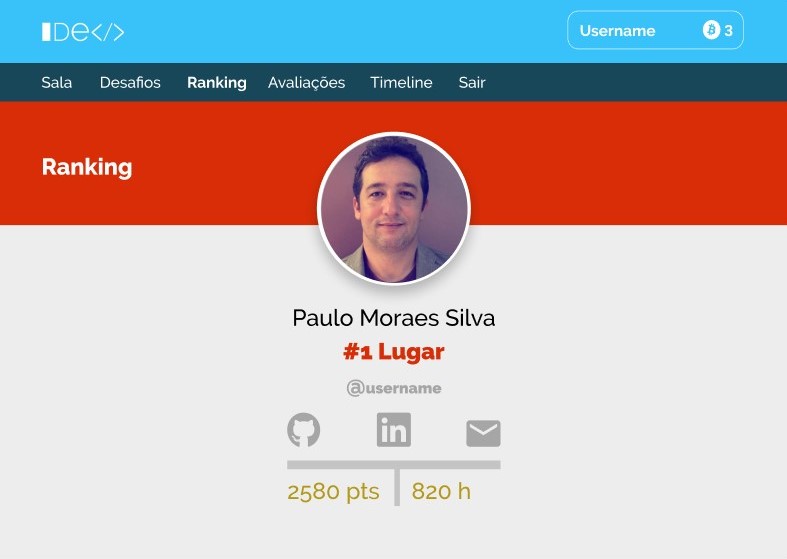 IDE</>
Username 3
Sala Desafios Ranking Avaliações Timeline Sair
Ranking
Paulo Moraes Silva
#1 Lugar
@username
in
2580 pts 820 h